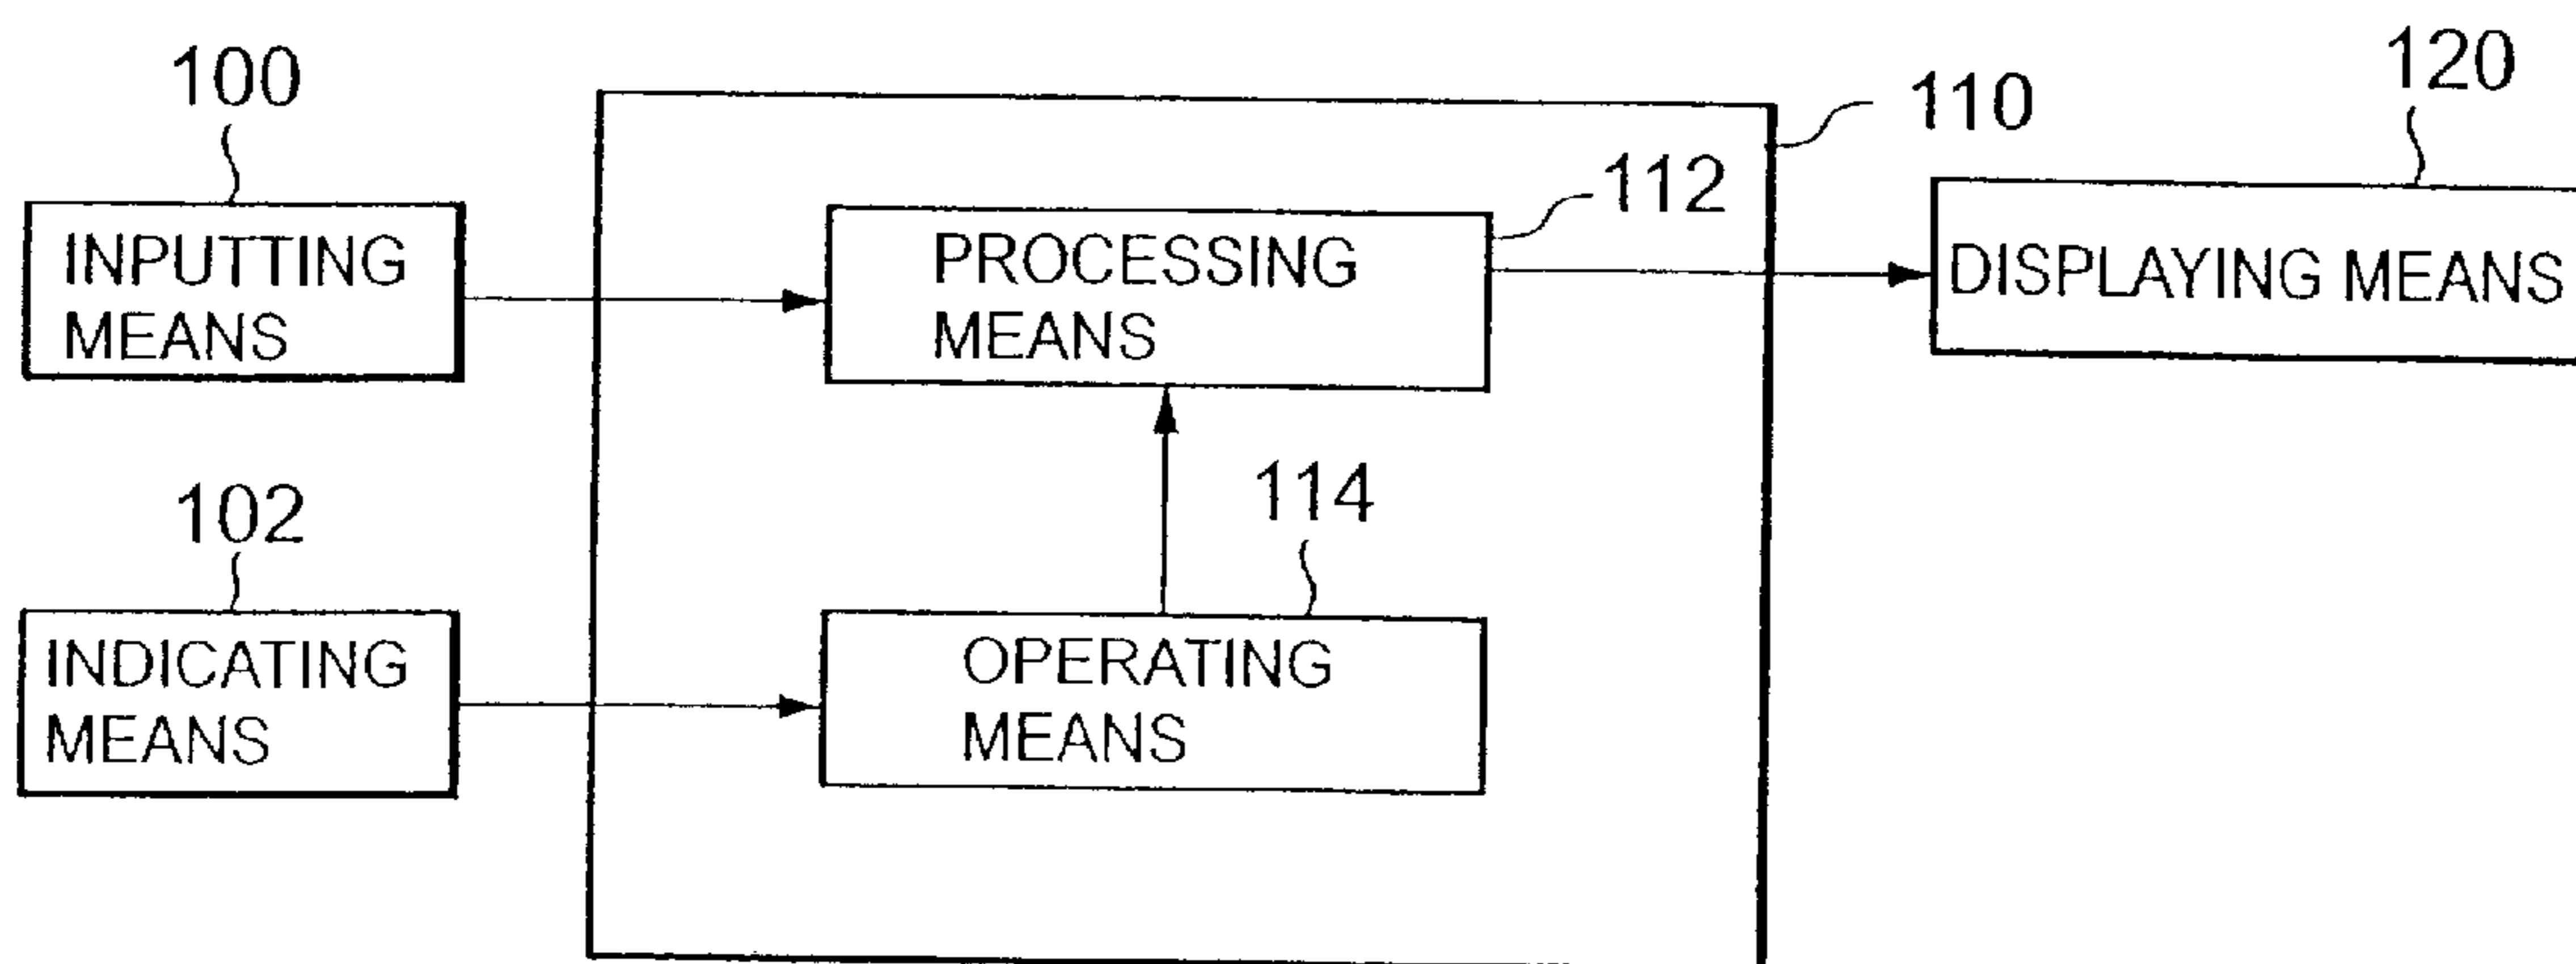 100
INPUTTING
MEANS
102
INDICATING
MEANS
110
112
PROCESSING
MEANS
114
OPERATING
MEANS
120
DISPLAYING MEANS